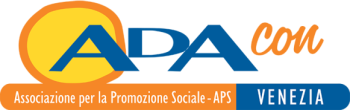 ADA con
Associazione per la Promozione Sociale - APS VENEZIA